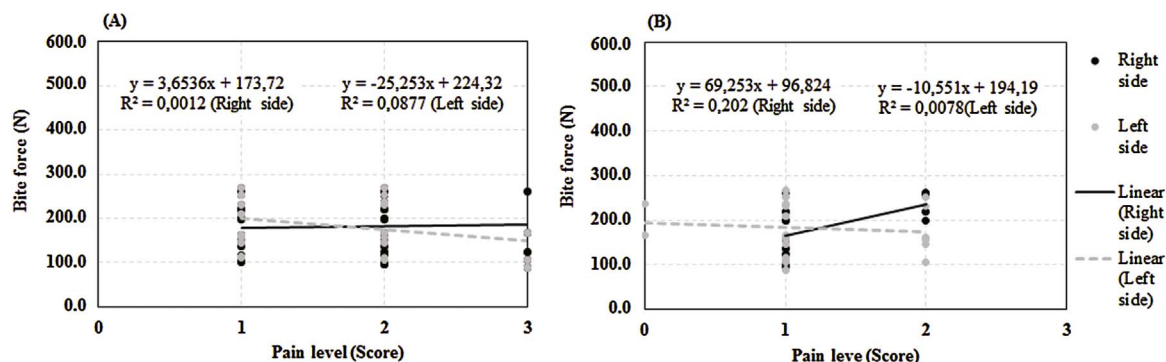 (A)
600.0
500.0
400.0
300.0
200.0
100.0
0.0
Bite force (N)
y = 3,6536x + 173,72
R² = 0,0012 (Right side)
y = -25,253x + 224,32
R² = 0,0877 (Left side)
0 1 2 3
Pain level (Score)
(B)
600.0
500.0
400.0
300.0
200.0
100.0
0.0
Bite force (N)
y = 69,253x + 96,824
R² = 0,202 (Right side)
y = -10,551x + 194,19
R² = 0,0078(Left side)
0 1 2 3
Pain leve (Score)
Right
side
Left
side
Linear
(Right
side)
Linear
(Left
side)